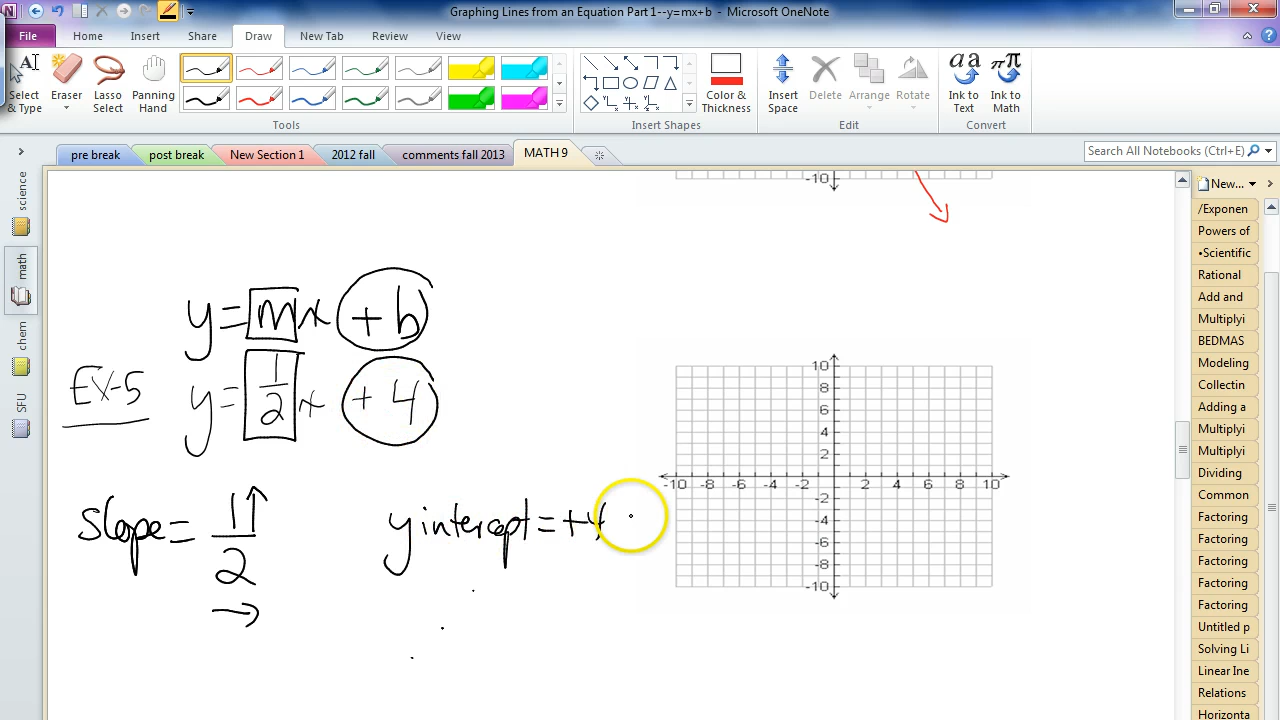 Graphing Lines from an Equation Part 1--y=mx+b - Microsoft OneNote
File Home Insert Share Draw New Tab Review View
Select & Type Eraser Lasso Select Panning Hand Color & Thickness Insert Space Delete Arrange Rotate Ink to Text Ink to Math
Tools Insert Shapes Edit Convert
pre break post break New Section 1 2012 fall comments fall 2013 MATH 9 Search All Notebooks (Ctrl+E)
science
math
chem
SFU
New...
/Exponen
Powers of
•Scientific
Rational
Add and
Multiplyi
BEDMAS
Modeling
Collectin
Adding a
Multiplyi
Multiplyi
Dividing
Common
Factoring
Factoring
Factoring
Factoring
Factoring
Untitled p
Solving Li
Linear Ine
Relations
Horizonta
-10
y=mx+b
EX-5 y=1/2x+4
slope=1/2
y intercept=+4
10
8
6
4
2
-10 -8 -6 -4 -2 2 4 6 8 10
-2
-4
-6
-8
-10